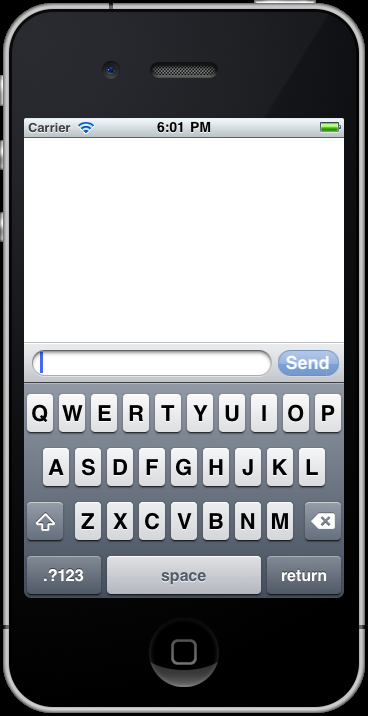 Carrier 6:01 PM
Send
Q W E R T Y U I O P
A S D F G H J K L
Z X C V B N M
.?123 space return